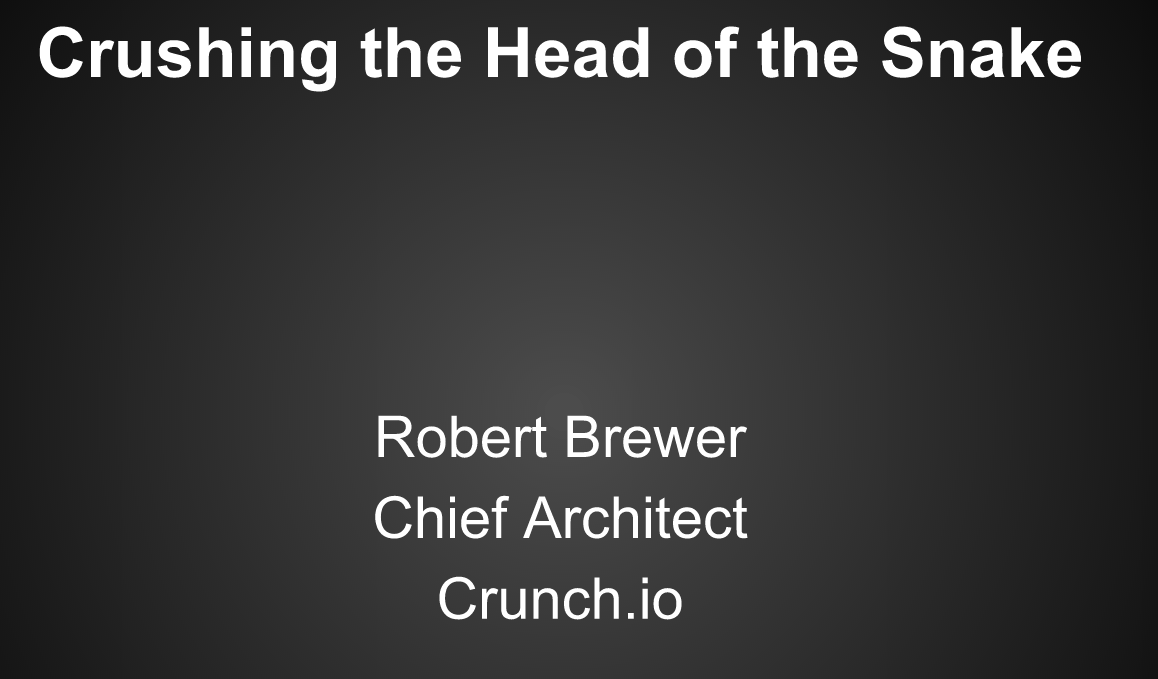 Crushing the Head of the Snake
Robert Brewer
Chief Architect
Crunch.io